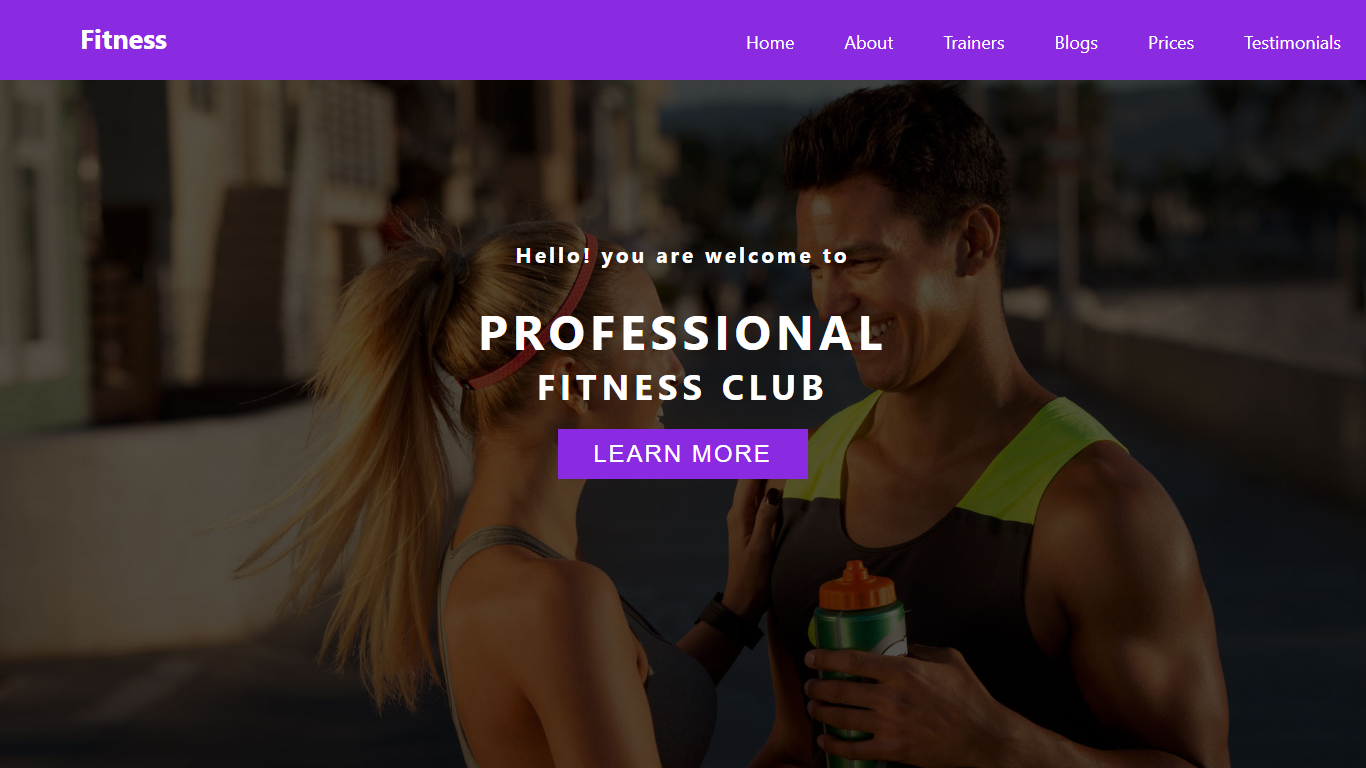 Fitness
Home About Trainers Blogs Prices Testimonials
Hello! you are welcome to
PROFESSIONAL
FITNESS CLUB
LEARN MORE